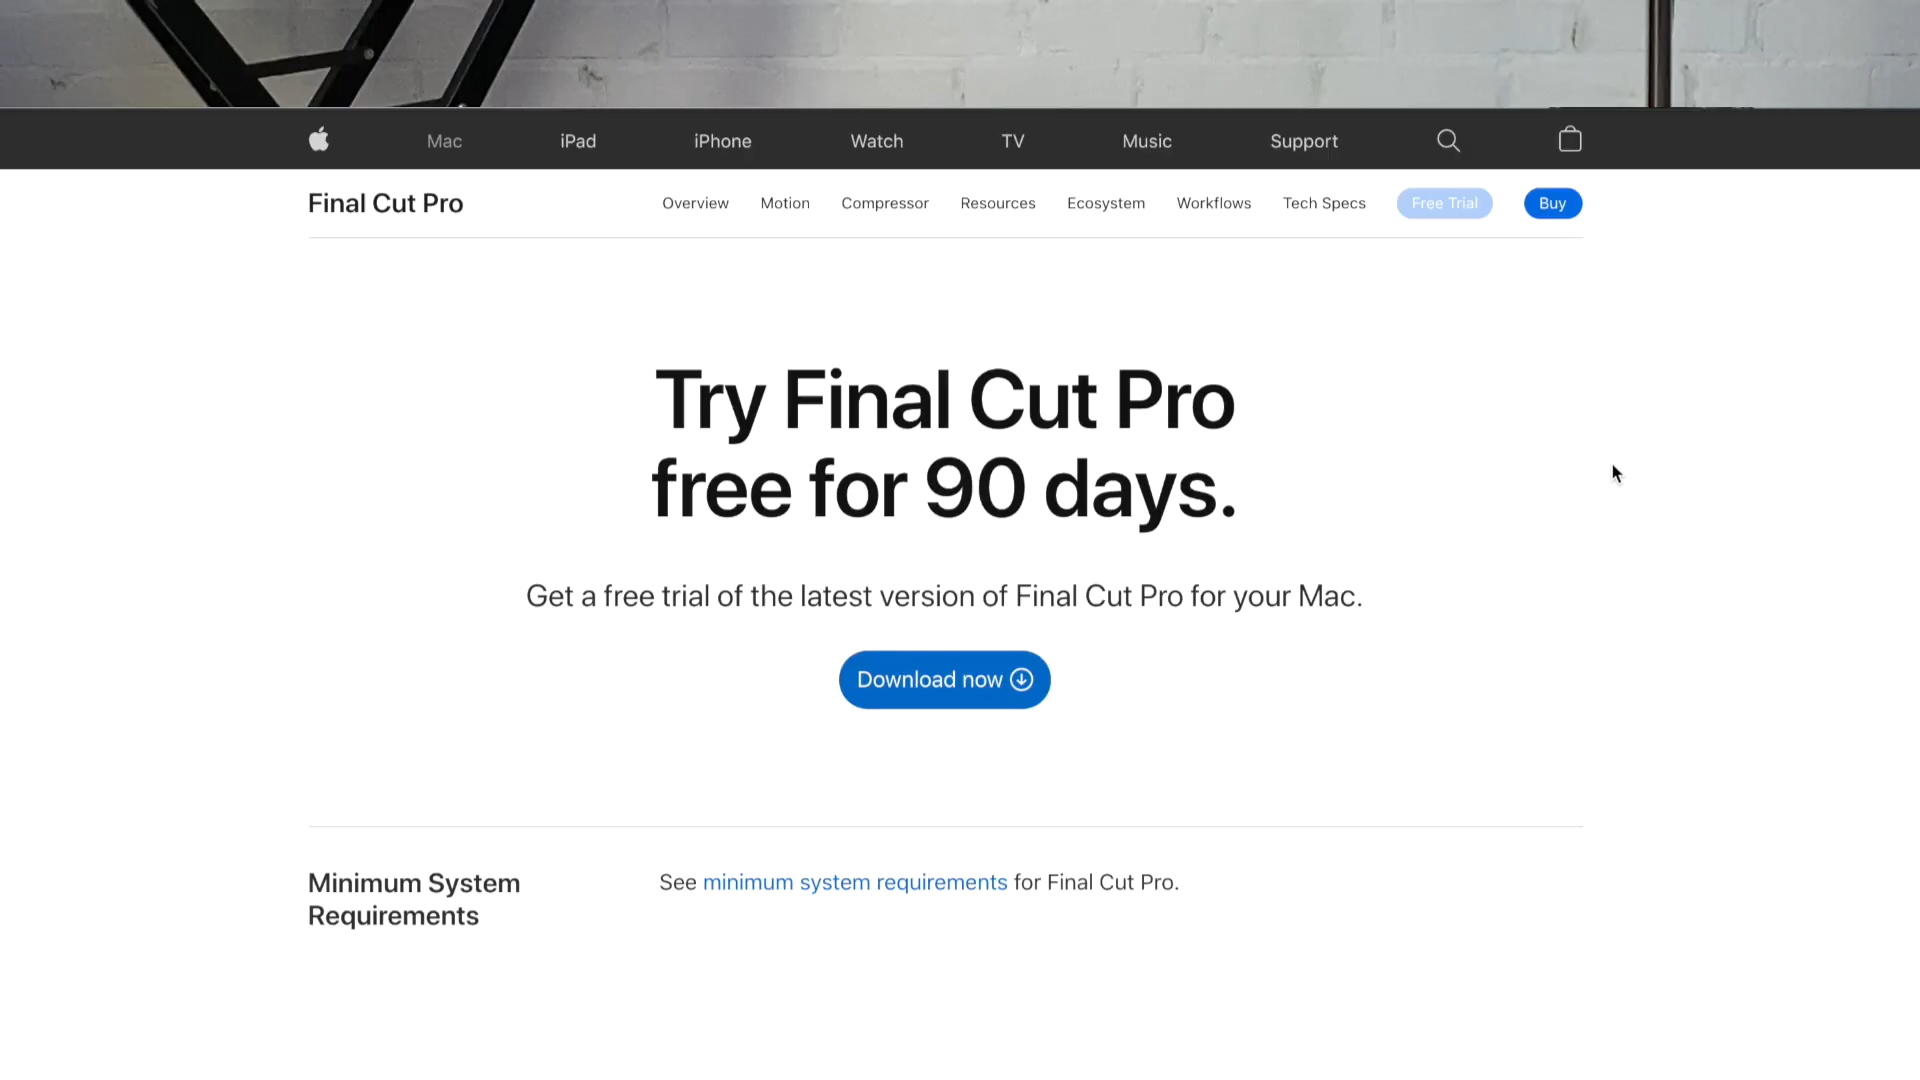 Mac iPad iPhone Watch TV Music Support
Final Cut Pro Overview Motion Compressor Resources Ecosystem Workflows Tech Specs Free Trial Buy
Try Final Cut Pro
free for 90 days.
Get a free trial of the latest version of Final Cut Pro for your Mac.
Download now
Minimum System
Requirements
See minimum system requirements for Final Cut Pro.